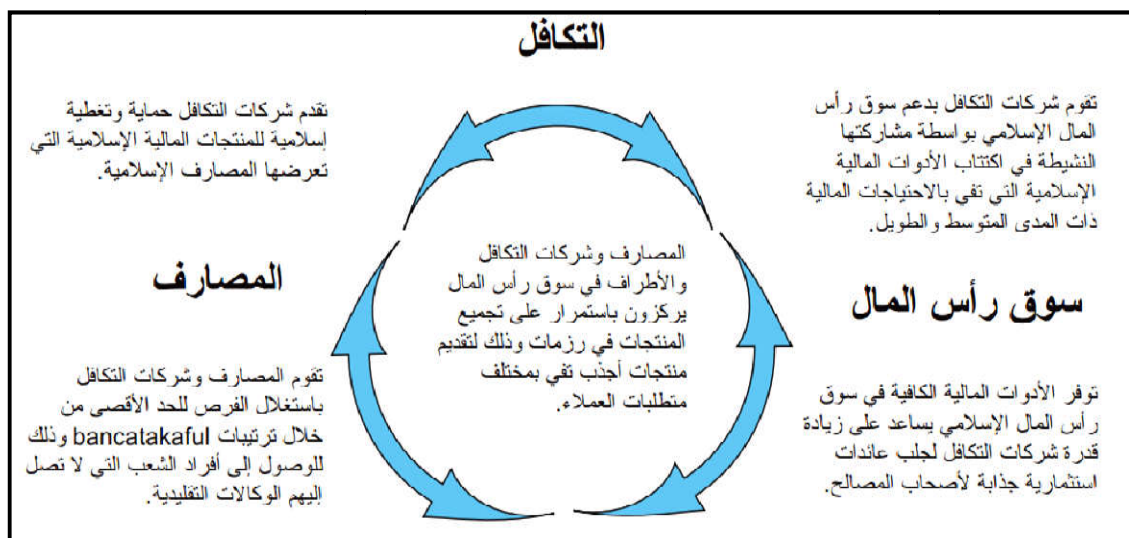 التكافل
تقوم شركات التكافل بدعم سوق رأس
المال الإسلامي بواسطة مشاركتها
النشيطة في اكتتاب الأدوات المالية
الإسلامية التي تفي بالاحتياجات المالية
ذات المدى المتوسط والطويل.
تقدم شركات التكافل حماية وتغطية
إسلامية للمنتجات المالية الإسلامية التي
تعرضها المصارف الإسلامية.
سوق رأس المال
المصارف وشركات التكافل
والأطراف في سوق رأس المال
يركزون باستمرار على تجميع
المنتجات في رزمات وذلك لتقديم
منتجات أجذب تفي بمختلف
متطلبات العملاء.
المصارف
توفر الأدوات المالية الكافية في سوق
رأس المال الإسلامي يساعد على زيادة
قدرة شركات التكافل لجلب عائدات
استثمارية جذابة لأصحاب المصالح.
تقوم المصارف وشركات التكافل
باستغلال الفرص للحد الأقصى من
خلال ترتيبات bancatakaful وذلك
للوصول إلى أفراد الشعب التي لا تصل
إليهم الوكالات التقليدية.